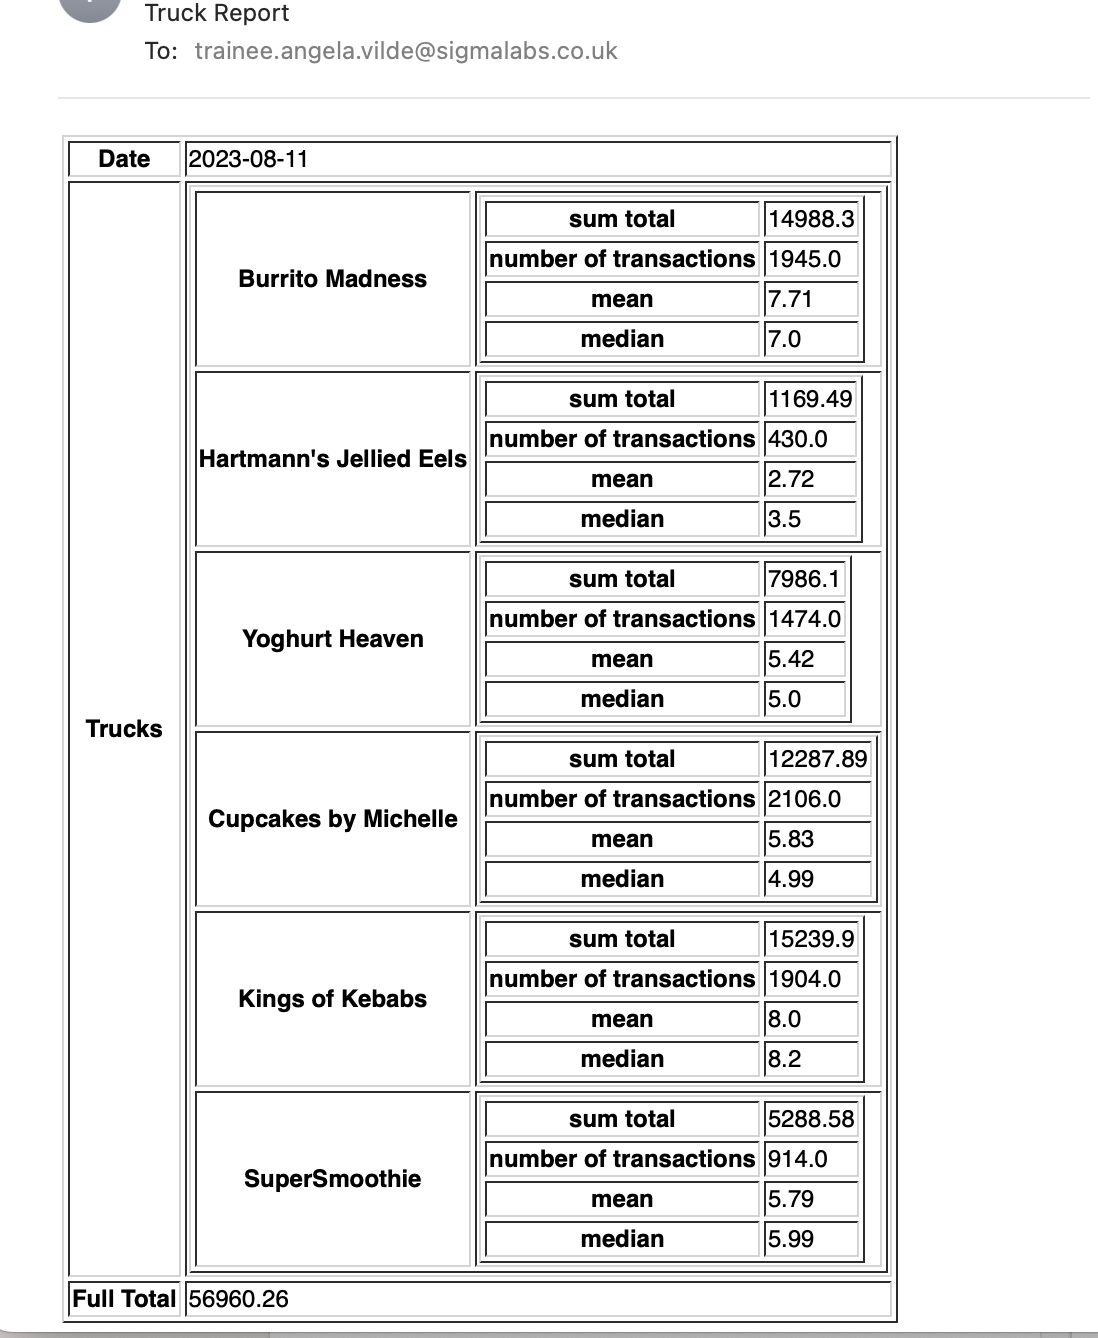 Truck Report
To: trainee.angela.vilde@sigmalabs.co.uk
Date 2023-08-11
Trucks
Burrito Madness
sum total 14988.3
number of transactions 1945.0
mean 7.71
median 7.0
Hartmann's Jellied Eels
sum total 1169.49
number of transactions 430.0
mean 2.72
median 3.5
Yoghurt Heaven
sum total 7986.1
number of transactions 1474.0
mean 5.42
median 5.0
Cupcakes by Michelle
sum total 12287.89
number of transactions 2106.0
mean 5.83
median 4.99
Kings of Kebabs
sum total 15239.9
number of transactions 1904.0
mean 8.0
median 8.2
SuperSmoothie
sum total 5288.58
number of transactions 914.0
mean 5.79
median 5.99
Full Total 56960.26